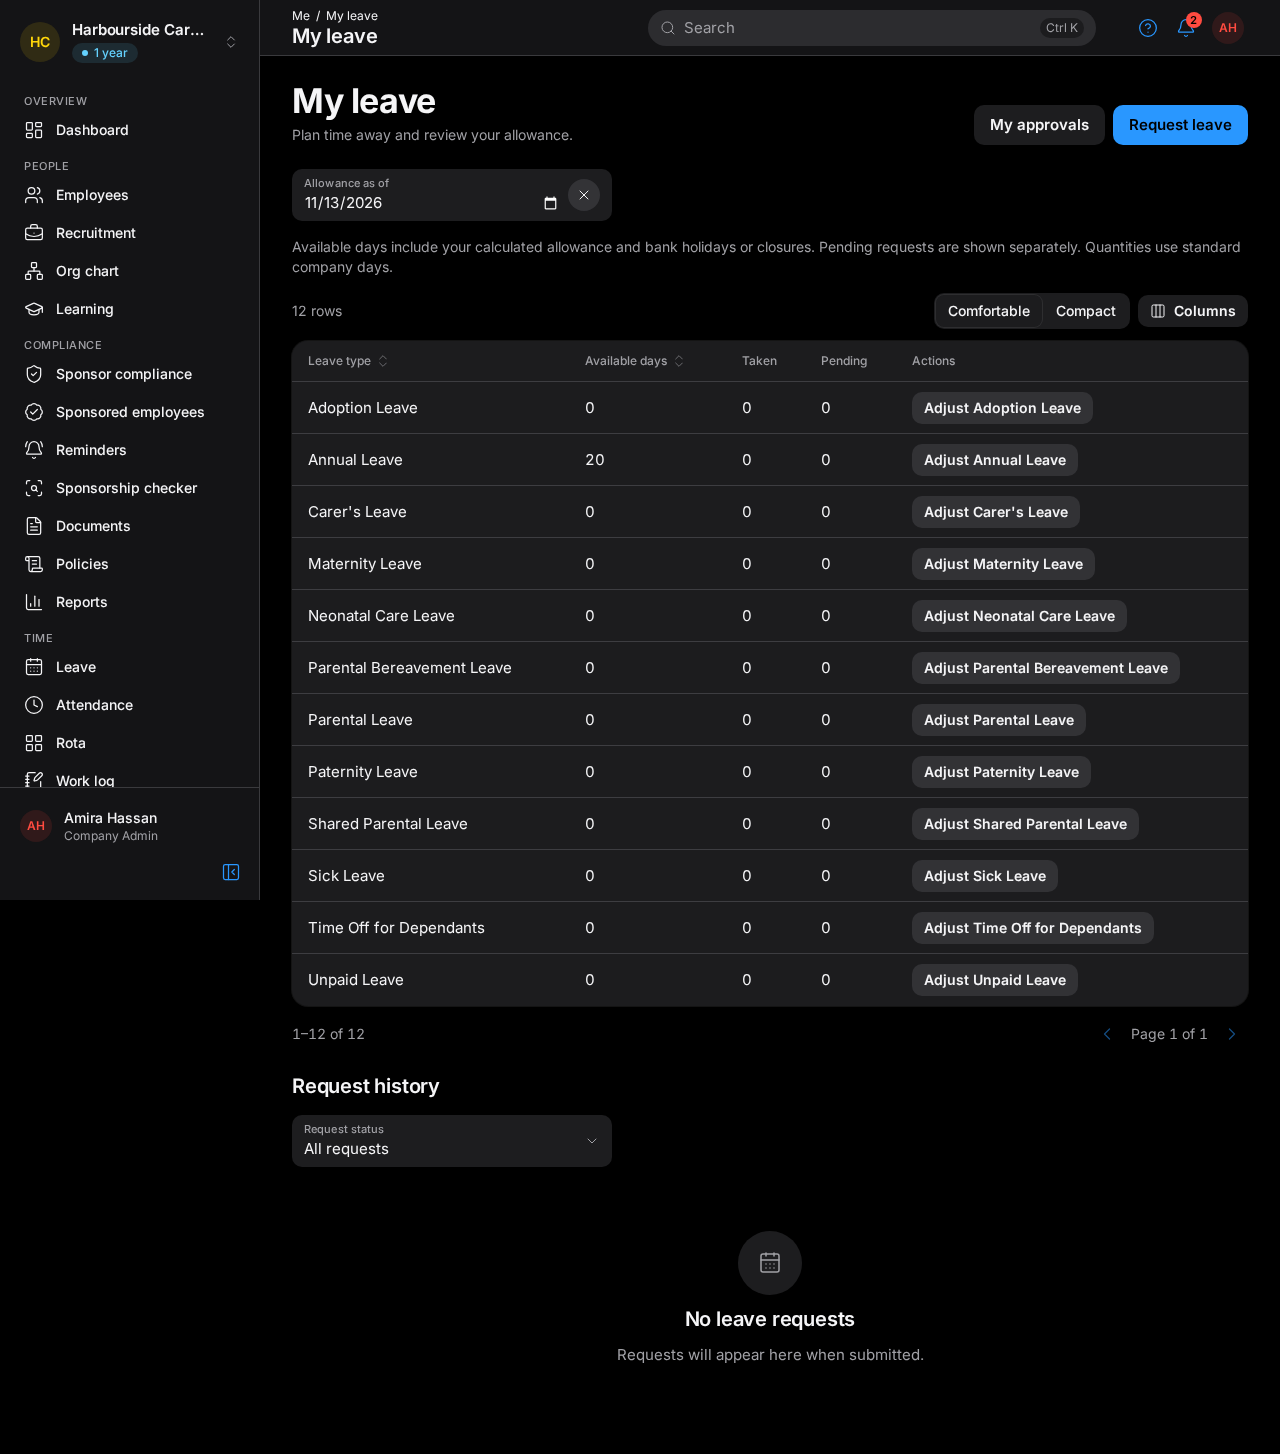 HC
Harbourside Car...
1 year
OVERVIEW
Dashboard
PEOPLE
Employees
Recruitment
Org chart
Learning
COMPLIANCE
Sponsor compliance
Sponsored employees
Reminders
Sponsorship checker
Documents
Policies
Reports
TIME
Leave
Attendance
Rota
Work log
AH
Amira Hassan
Company Admin
Me / My leave
My leave
Search
Ctrl K
2
AH
My leave
Plan time away and review your allowance.
My approvals
Request leave
Allowance as of
11/13/2026
Available days include your calculated allowance and bank holidays or closures. Pending requests are shown separately. Quantities use standard
company days.
12 rows
Comfortable
Compact
Columns
Leave type Available days Taken Pending Actions
Adoption Leave 0 0 0 Adjust Adoption Leave
Annual Leave 20 0 0 Adjust Annual Leave
Carer's Leave 0 0 0 Adjust Carer's Leave
Maternity Leave 0 0 0 Adjust Maternity Leave
Neonatal Care Leave 0 0 0 Adjust Neonatal Care Leave
Parental Bereavement Leave 0 0 0 Adjust Parental Bereavement Leave
Parental Leave 0 0 0 Adjust Parental Leave
Paternity Leave 0 0 0 Adjust Paternity Leave
Shared Parental Leave 0 0 0 Adjust Shared Parental Leave
Sick Leave 0 0 0 Adjust Sick Leave
Time Off for Dependants 0 0 0 Adjust Time Off for Dependants
Unpaid Leave 0 0 0 Adjust Unpaid Leave
1–12 of 12
Page 1 of 1
Request history
Request status
All requests
No leave requests
Requests will appear here when submitted.